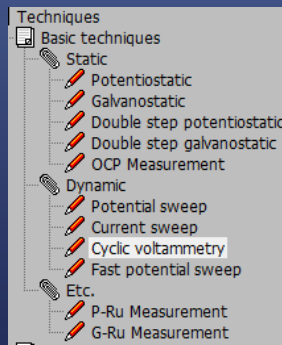 Techniques
Basic techniques
Static
Potentiostatic
Galvanostatic
Double step potentiostatic
Double step galvanostatic
OCP Measurement
Dynamic
Potential sweep
Current sweep
Cyclic voltammetry
Fast potential sweep
Etc.
P-Ru Measurement
G-Ru Measurement